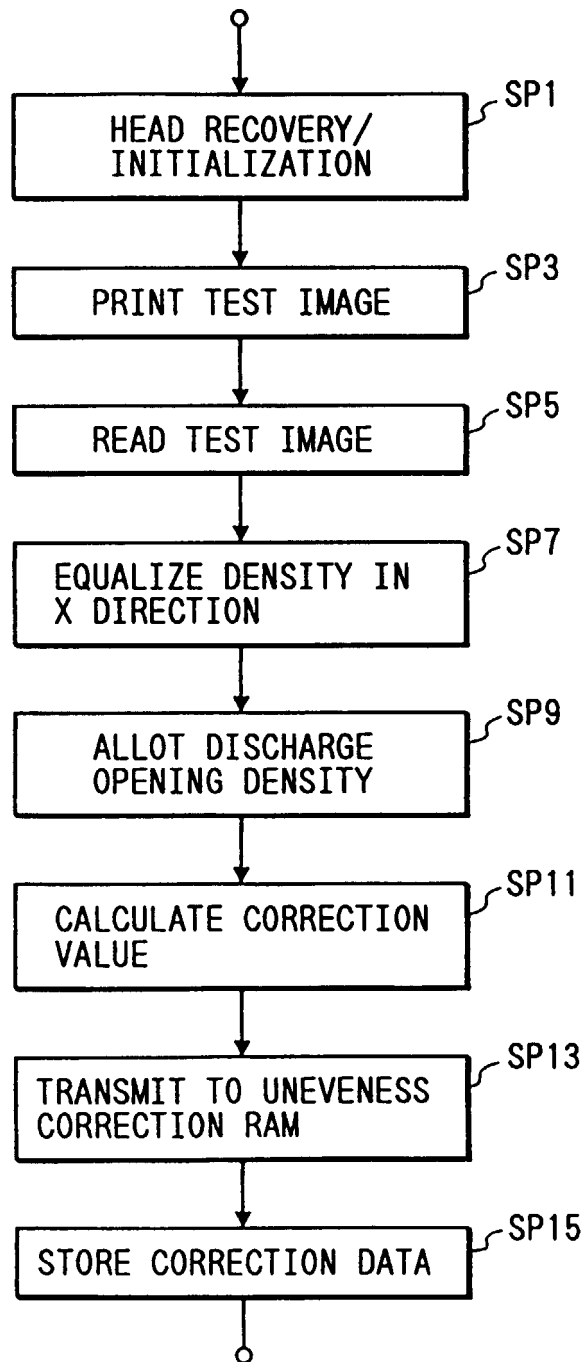 SP1
HEAD RECOVERY/
INITIALIZATION
SP3
PRINT TEST IMAGE
SP5
READ TEST IMAGE
SP7
EQUALIZE DENSITY IN
X DIRECTION
SP9
ALLOT DISCHARGE
OPENING DENSITY
SP11
CALCULATE CORRECTION
VALUE
SP13
TRANSMIT TO UNEVENESS
CORRECTION RAM
SP15
STORE CORRECTION DATA